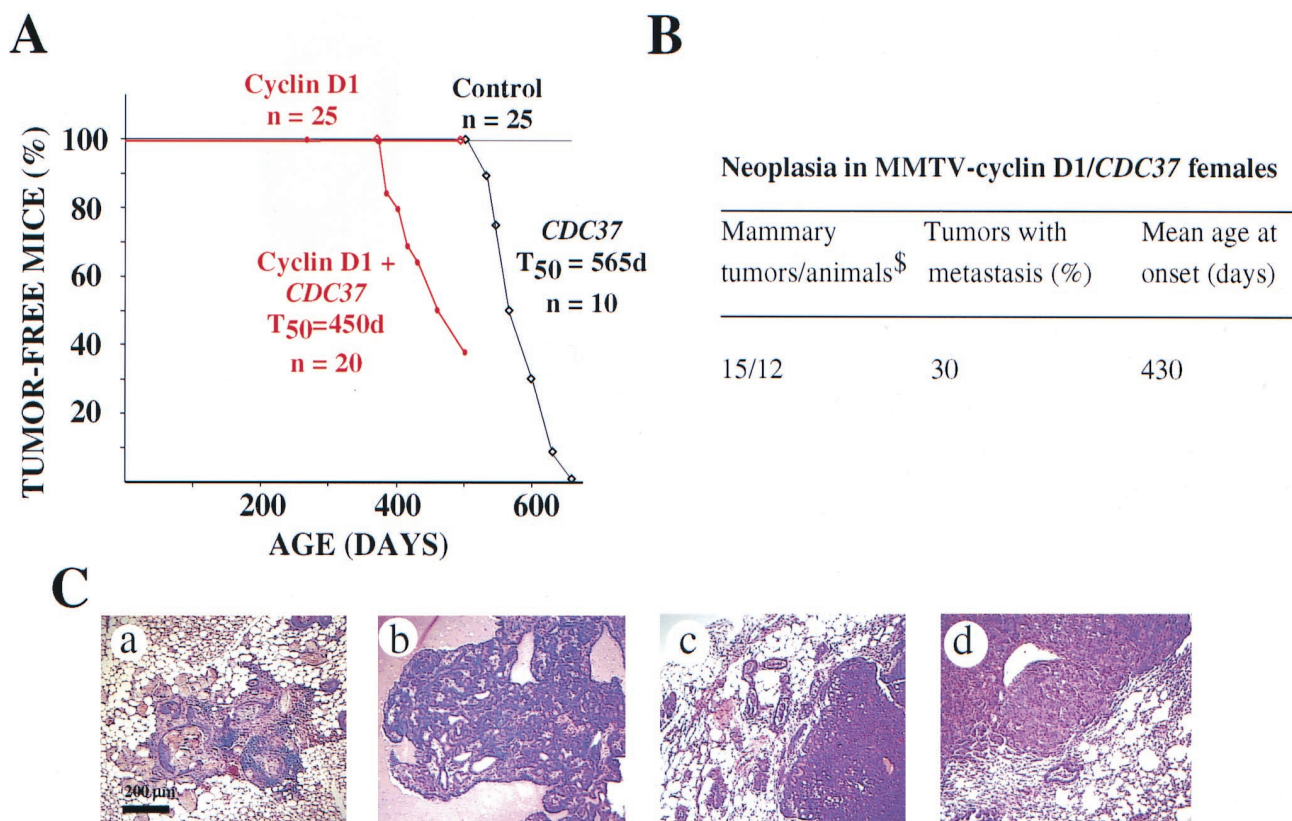 A
B
Cyclin D1
n = 25
Control
n = 25
TUMOR-FREE MICE (%)
100
80
60
40
20
CDC37
T50 = 565d
n = 10
Cyclin D1 +
CDC37
T50=450d
n = 20
200
400
600
AGE (DAYS)
Neoplasia in MMTV-cyclin D1/CDC37 females
Mammary Tumors with Mean age at
tumors/animals$ metastasis (%) onset (days)
15/12 30 430
C
a
b
c
d
200 μm